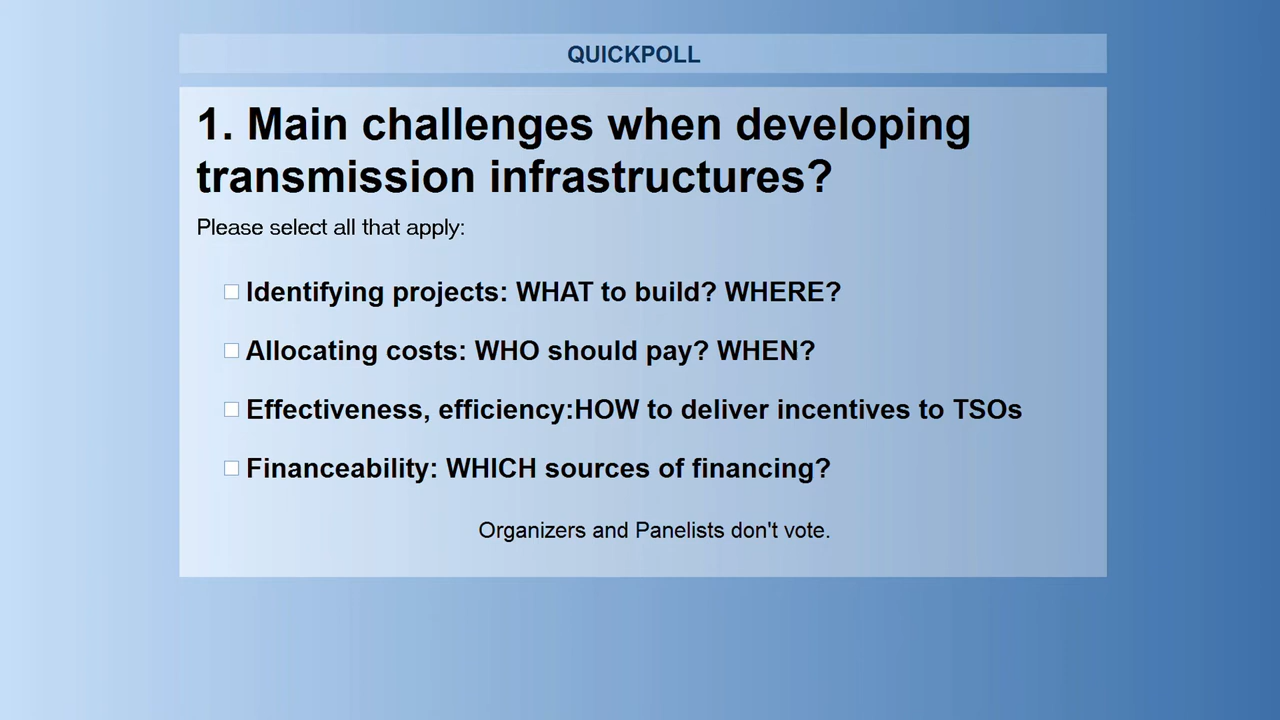 QUICKPOLL
1. Main challenges when developing
transmission infrastructures?
Please select all that apply:
Identifying projects: WHAT to build? WHERE?
Allocating costs: WHO should pay? WHEN?
Effectiveness, efficiency:HOW to deliver incentives to TSOs
Financeability: WHICH sources of financing?
Organizers and Panelists don't vote.